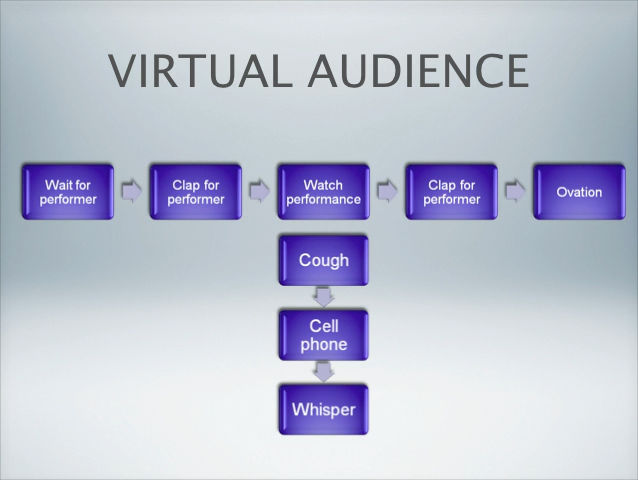 VIRTUAL AUDIENCE
Wait for
performer
Clap for
performer
Watch
performance
Clap for
performer
Ovation
Cough
Cell
phone
Whisper